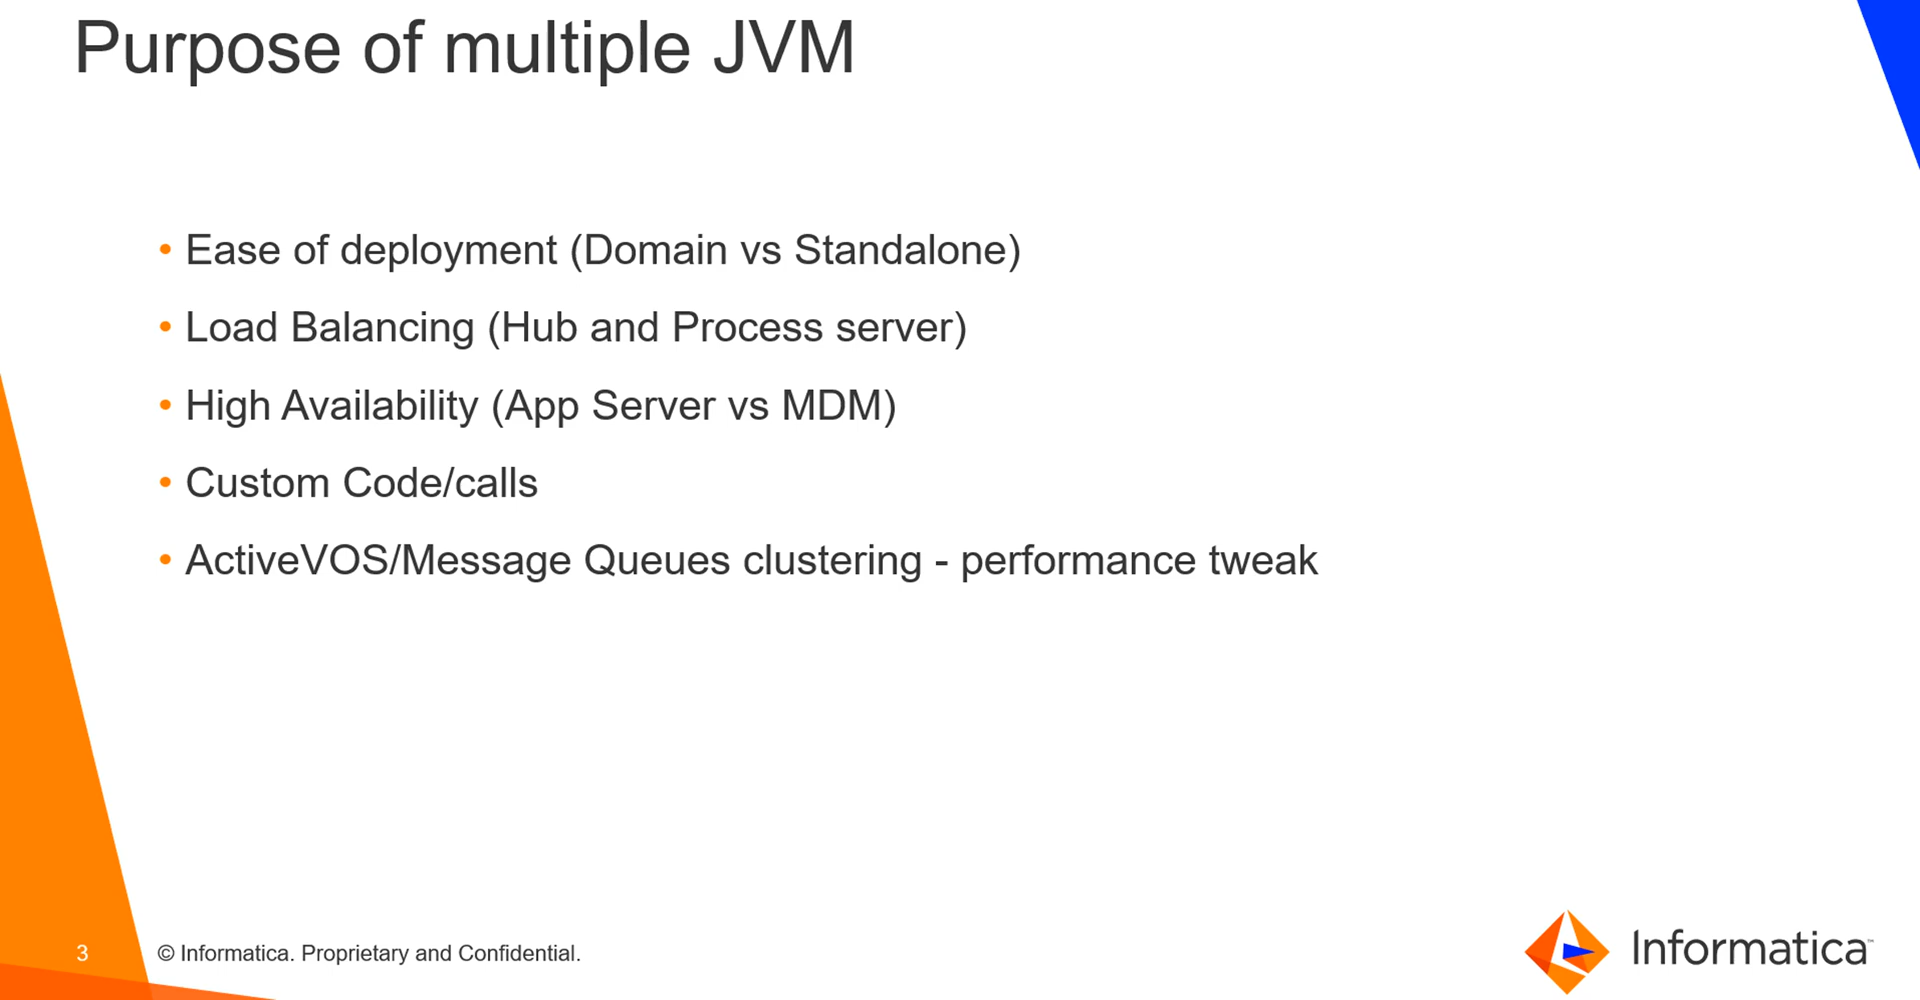 Purpose of multiple JVM
• Ease of deployment (Domain vs Standalone)
• Load Balancing (Hub and Process server)
• High Availability (App Server vs MDM)
• Custom Code/calls
• ActiveVOS/Message Queues clustering - performance tweak
3
© Informatica. Proprietary and Confidential.
Informatica™